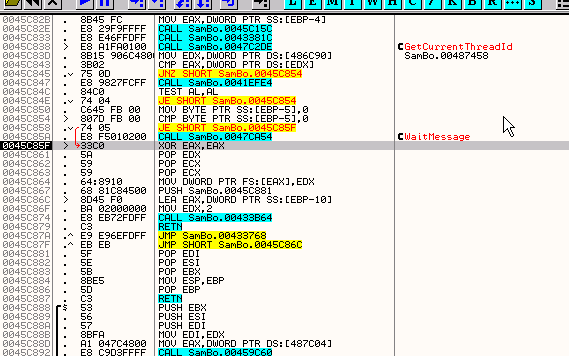 L E M T W H C 7 K B R ... S
0045C82B . 8B45 FC MOV EAX,DWORD PTR SS:[EBP-4]
0045C82E . E8 29F9FFFF CALL SamBo.0045C15C
0045C833 . E8 E46FFDFF CALL SamBo.0043381C
0045C838 > E8 A1FA0100 CALL SamBo.0047C2DE GetCurrentThreadId
0045C83D . 8B15 906C4800 MOV EDX,DWORD PTR DS:[486C90] SamBo.00487458
0045C843 . 3B02 CMP EAX,DWORD PTR DS:[EDX]
0045C845 . 75 0D JNZ SHORT SamBo.0045C854
0045C847 . E8 9827FCFF CALL SamBo.0041EFE4
0045C84C . 84C0 TEST AL,AL
0045C84E . 74 04 JE SHORT SamBo.0045C854
0045C850 . C645 FB 00 MOV BYTE PTR SS:[EBP-5],0
0045C854 > 807D FB 00 CMP BYTE PTR SS:[EBP-5],0
0045C858 . 74 05 JE SHORT SamBo.0045C85F
0045C85A . E8 F5010200 CALL SamBo.0047CA54 WaitMessage
0045C85F > 33C0 XOR EAX,EAX
0045C861 . 5A POP EDX
0045C862 . 59 POP ECX
0045C863 . 59 POP ECX
0045C864 . 64:8910 MOV DWORD PTR FS:[EAX],EDX
0045C867 . 68 81C84500 PUSH SamBo.0045C881
0045C86C > 8D45 F0 LEA EAX,DWORD PTR SS:[EBP-10]
0045C86F . BA 02000000 MOV EDX,2
0045C874 . E8 EB72FDFF CALL SamBo.00433B64
0045C879 . C3 RETN
0045C87A .^ E9 E96EFDFF JMP SamBo.00433768
0045C87F .^ EB EB JMP SHORT SamBo.0045C86C
0045C881 . 5F POP EDI
0045C882 . 5E POP ESI
0045C883 . 5B POP EBX
0045C884 . 8BE5 MOV ESP,EBP
0045C886 . 5D POP EBP
0045C887 . C3 RETN
0045C888 $ 53 PUSH EBX
0045C889 . 56 PUSH ESI
0045C88A . 57 PUSH EDI
0045C88B . 8BFA MOV EDI,EDX
0045C88D . A1 047C4800 MOV EAX,DWORD PTR DS:[487C04]
0045C892 . E8 C9D3FFFF CALL SamBo.00459C60